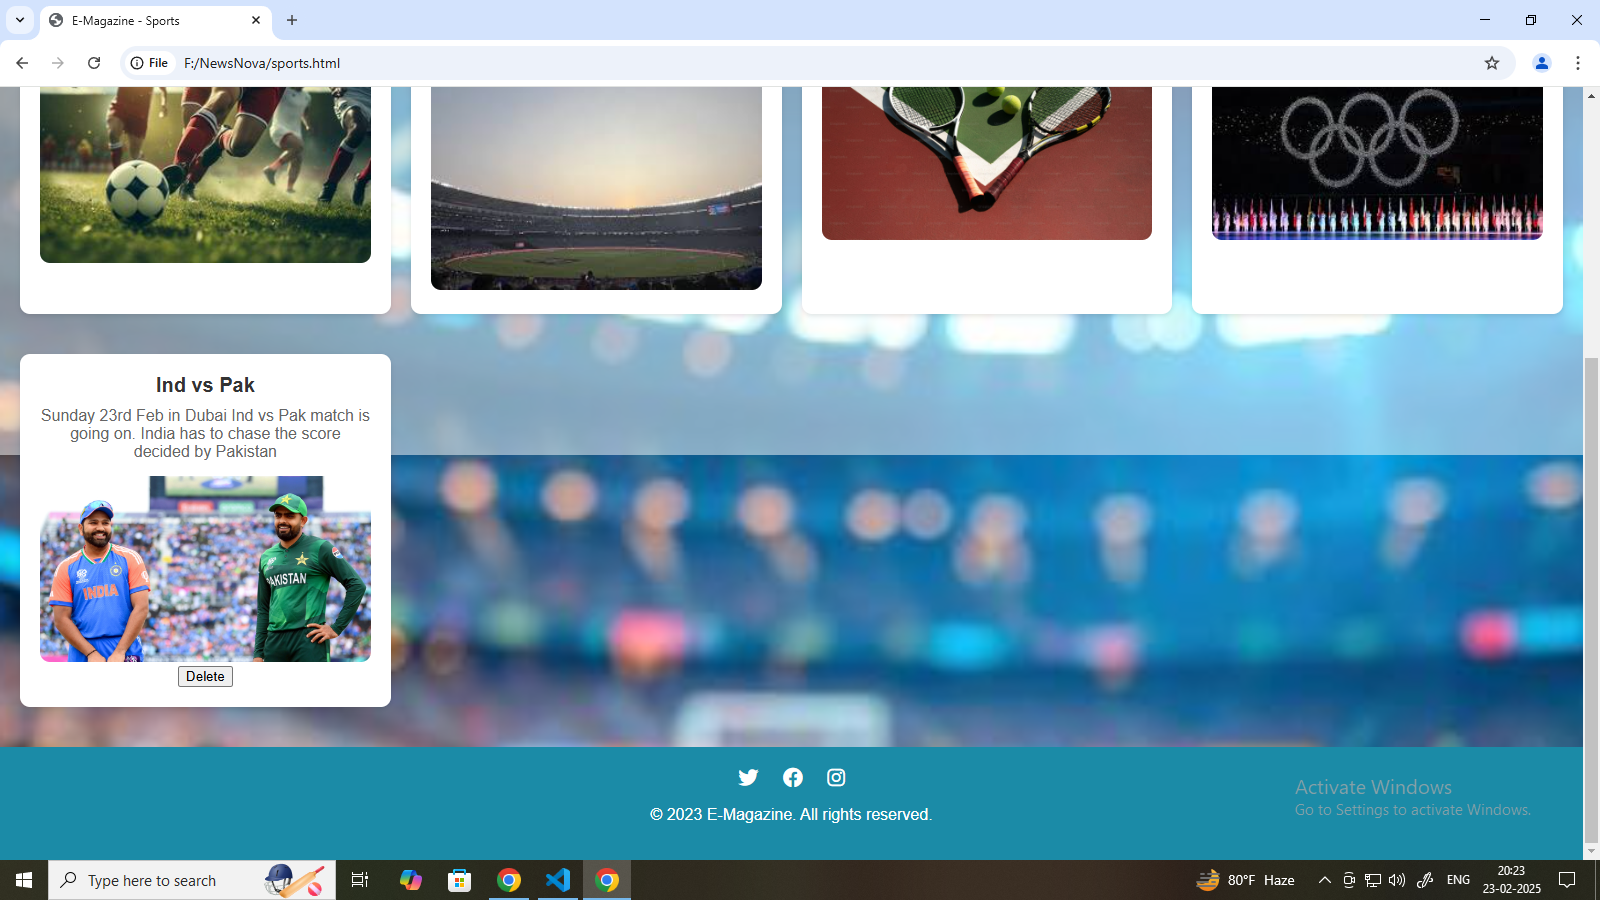 E-Magazine - Sports
File
F:/NewsNova/sports.html
Ind vs Pak
Sunday 23rd Feb in Dubai Ind vs Pak match is
going on. India has to chase the score
decided by Pakistan
INDIA
PAKISTAN
Delete
© 2023 E-Magazine. All rights reserved.
Activate Windows
Go to Settings to activate Windows.
Type here to search
80°F Haze
ENG
20:23
23-02-2025